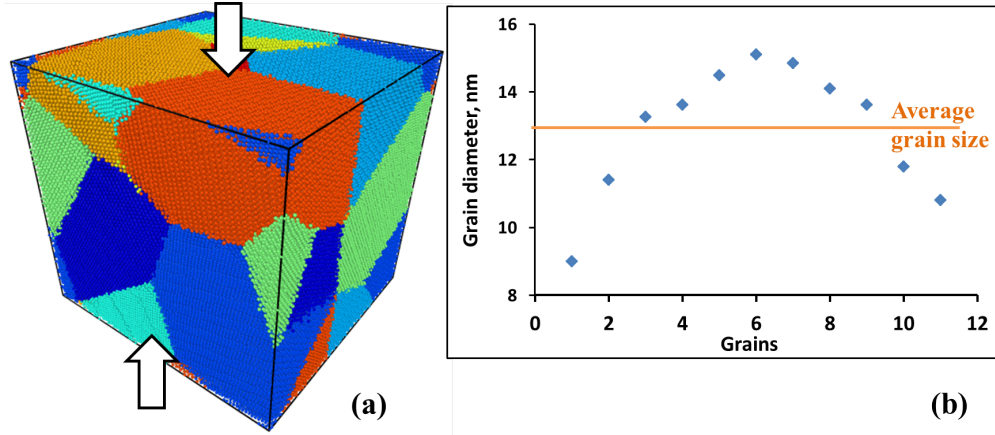 (a)
16
14
12
10
8
Grain diameter, nm
Average
grain size
0 2 4 6 8 10 12
Grains
(b)